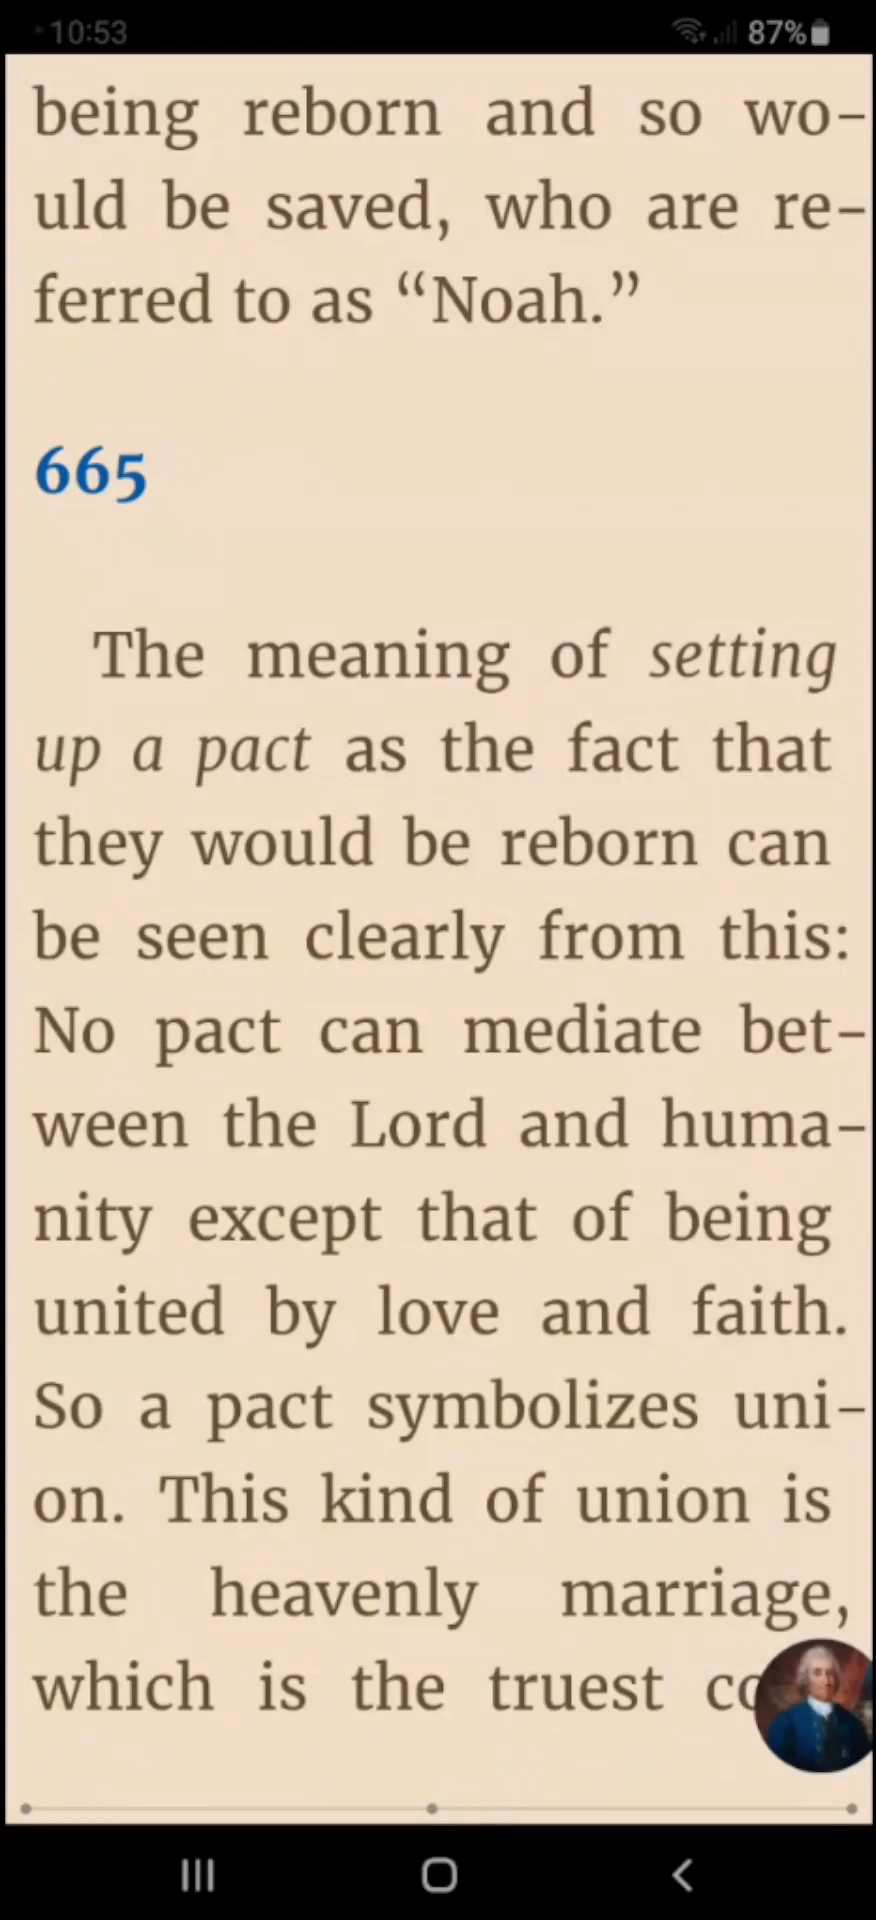 10:53 87%
being reborn and so wo-
uld be saved, who are re-
ferred to as “Noah.”
665
The meaning of setting
up a pact as the fact that
they would be reborn can
be seen clearly from this:
No pact can mediate bet-
ween the Lord and huma-
nity except that of being
united by love and faith.
So a pact symbolizes uni-
on. This kind of union is
the heavenly marriage,
which is the truest